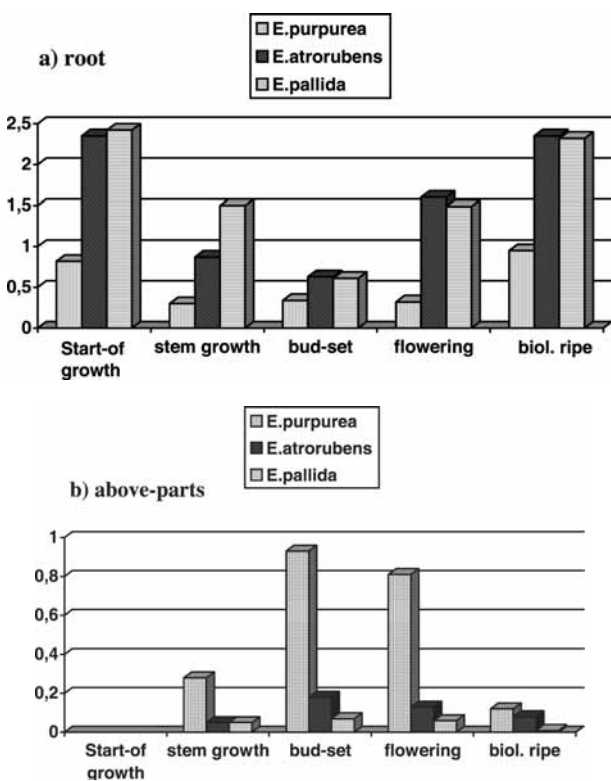 E.purpurea
a) root
E.atrorubens
E.pallida
2,5
2
1,5
1
0,5
0
Start-of
growth
stem growth
bud-set
flowering
biol. ripe
E.purpurea
E.atrorubens
E.pallida
b) above-parts
1
0,8
0,6
0,4
0,2
0
Start-of
growth
stem growth
bud-set
flowering
biol. ripe